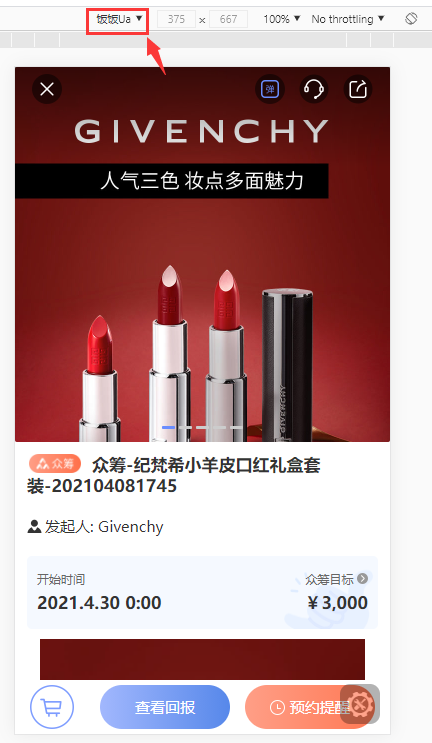 饭饭Ua ▼ 375 x 667 100% ▼ No throttling ▼
弹
GIVENCHY
人气三色 妆点多面魅力
GIVENCHY
众筹 众筹-纪梵希小羊皮口红礼盒套
装-202104081745
发起人: Givenchy
开始时间 众筹目标
2021.4.30 0:00 ¥3,000
查看回报 预约提醒